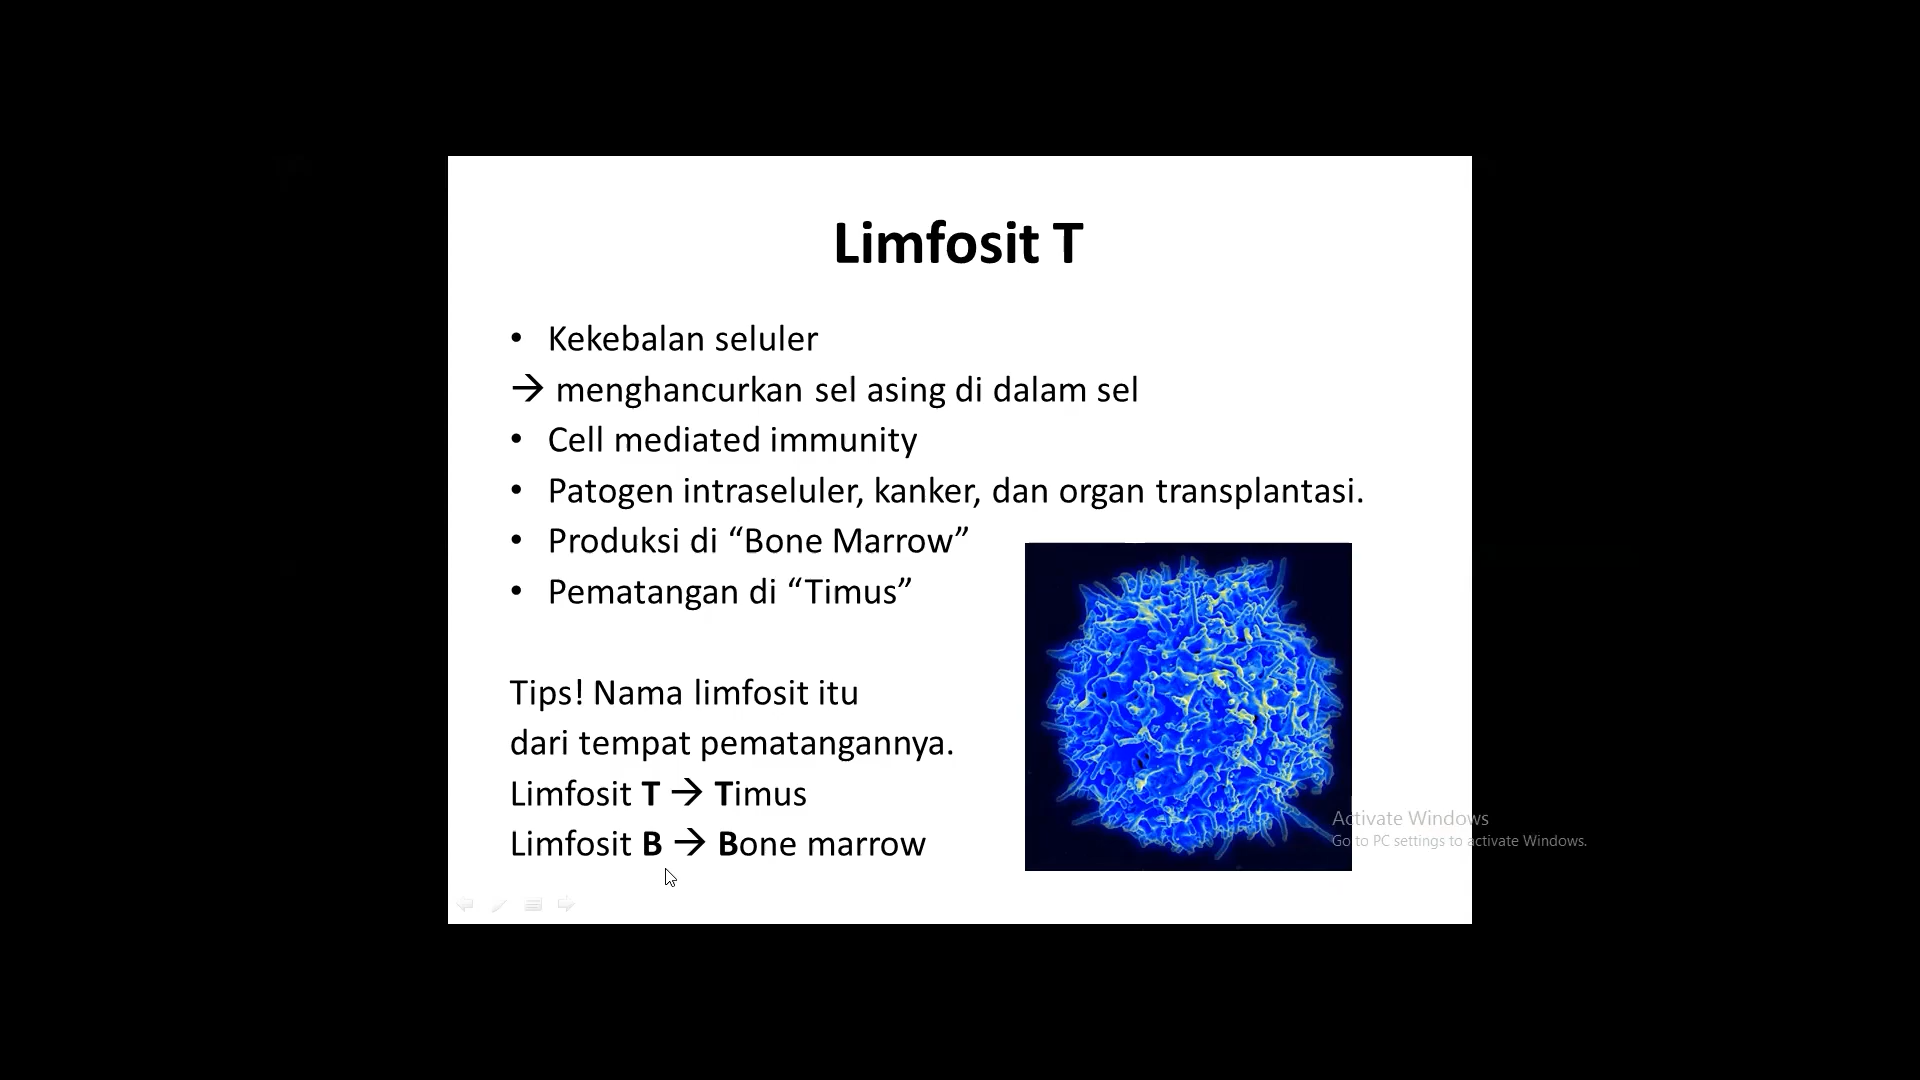 Limfosit T
• Kekebalan seluler
→ menghancurkan sel asing di dalam sel
• Cell mediated immunity
• Patogen intraseluler, kanker, dan organ transplantasi.
• Produksi di “Bone Marrow”
• Pematangan di “Timus”
Tips! Nama limfosit itu
dari tempat pematangannya.
Limfosit T → Timus
Limfosit B → Bone marrow
Activate Windows
Go to PC settings to activate Windows.